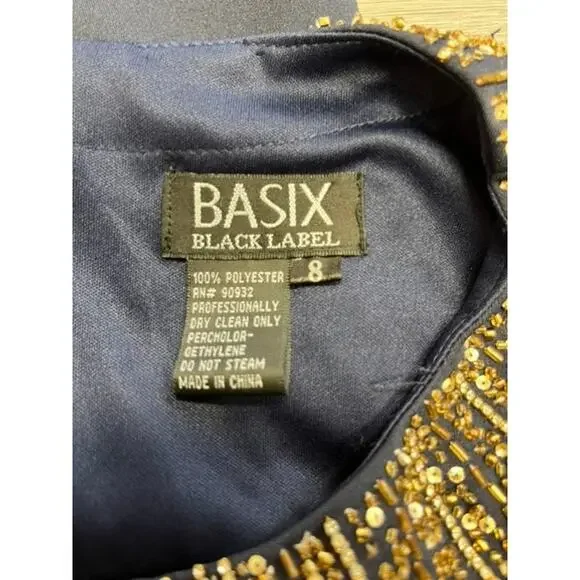 BASIX
BLACK LABEL
8
100% POLYESTER
RN# 90932
PROFESSIONALLY
DRY CLEAN ONLY
PERCHOLOR-
OETHYLENE
DO NOT STEAM
MADE IN CHINA